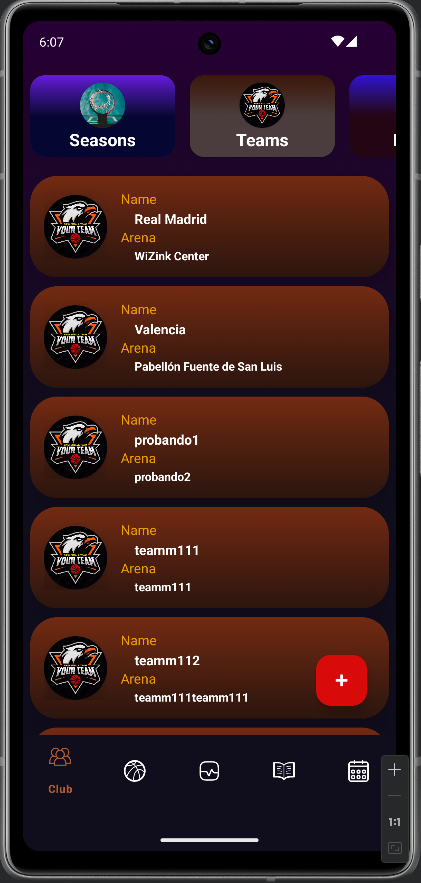 6:07
Seasons
Teams
Name
YOUR TEAM
Real Madrid
Arena
WiZink Center
Name
YOUR TEAM
Valencia
Arena
Pabellón Fuente de San Luis
Name
YOUR TEAM
probando1
Arena
probando2
Name
YOUR TEAM
teamm111
Arena
teamm111
Name
YOUR TEAM
teamm112
Arena
teamm111teamm111
+
Club
1:1